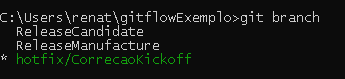 C:\Users\renat\gitflowExemplo>git branch
ReleaseCandidate
ReleaseManufacture
* hotfix/CorrecaoKickoff